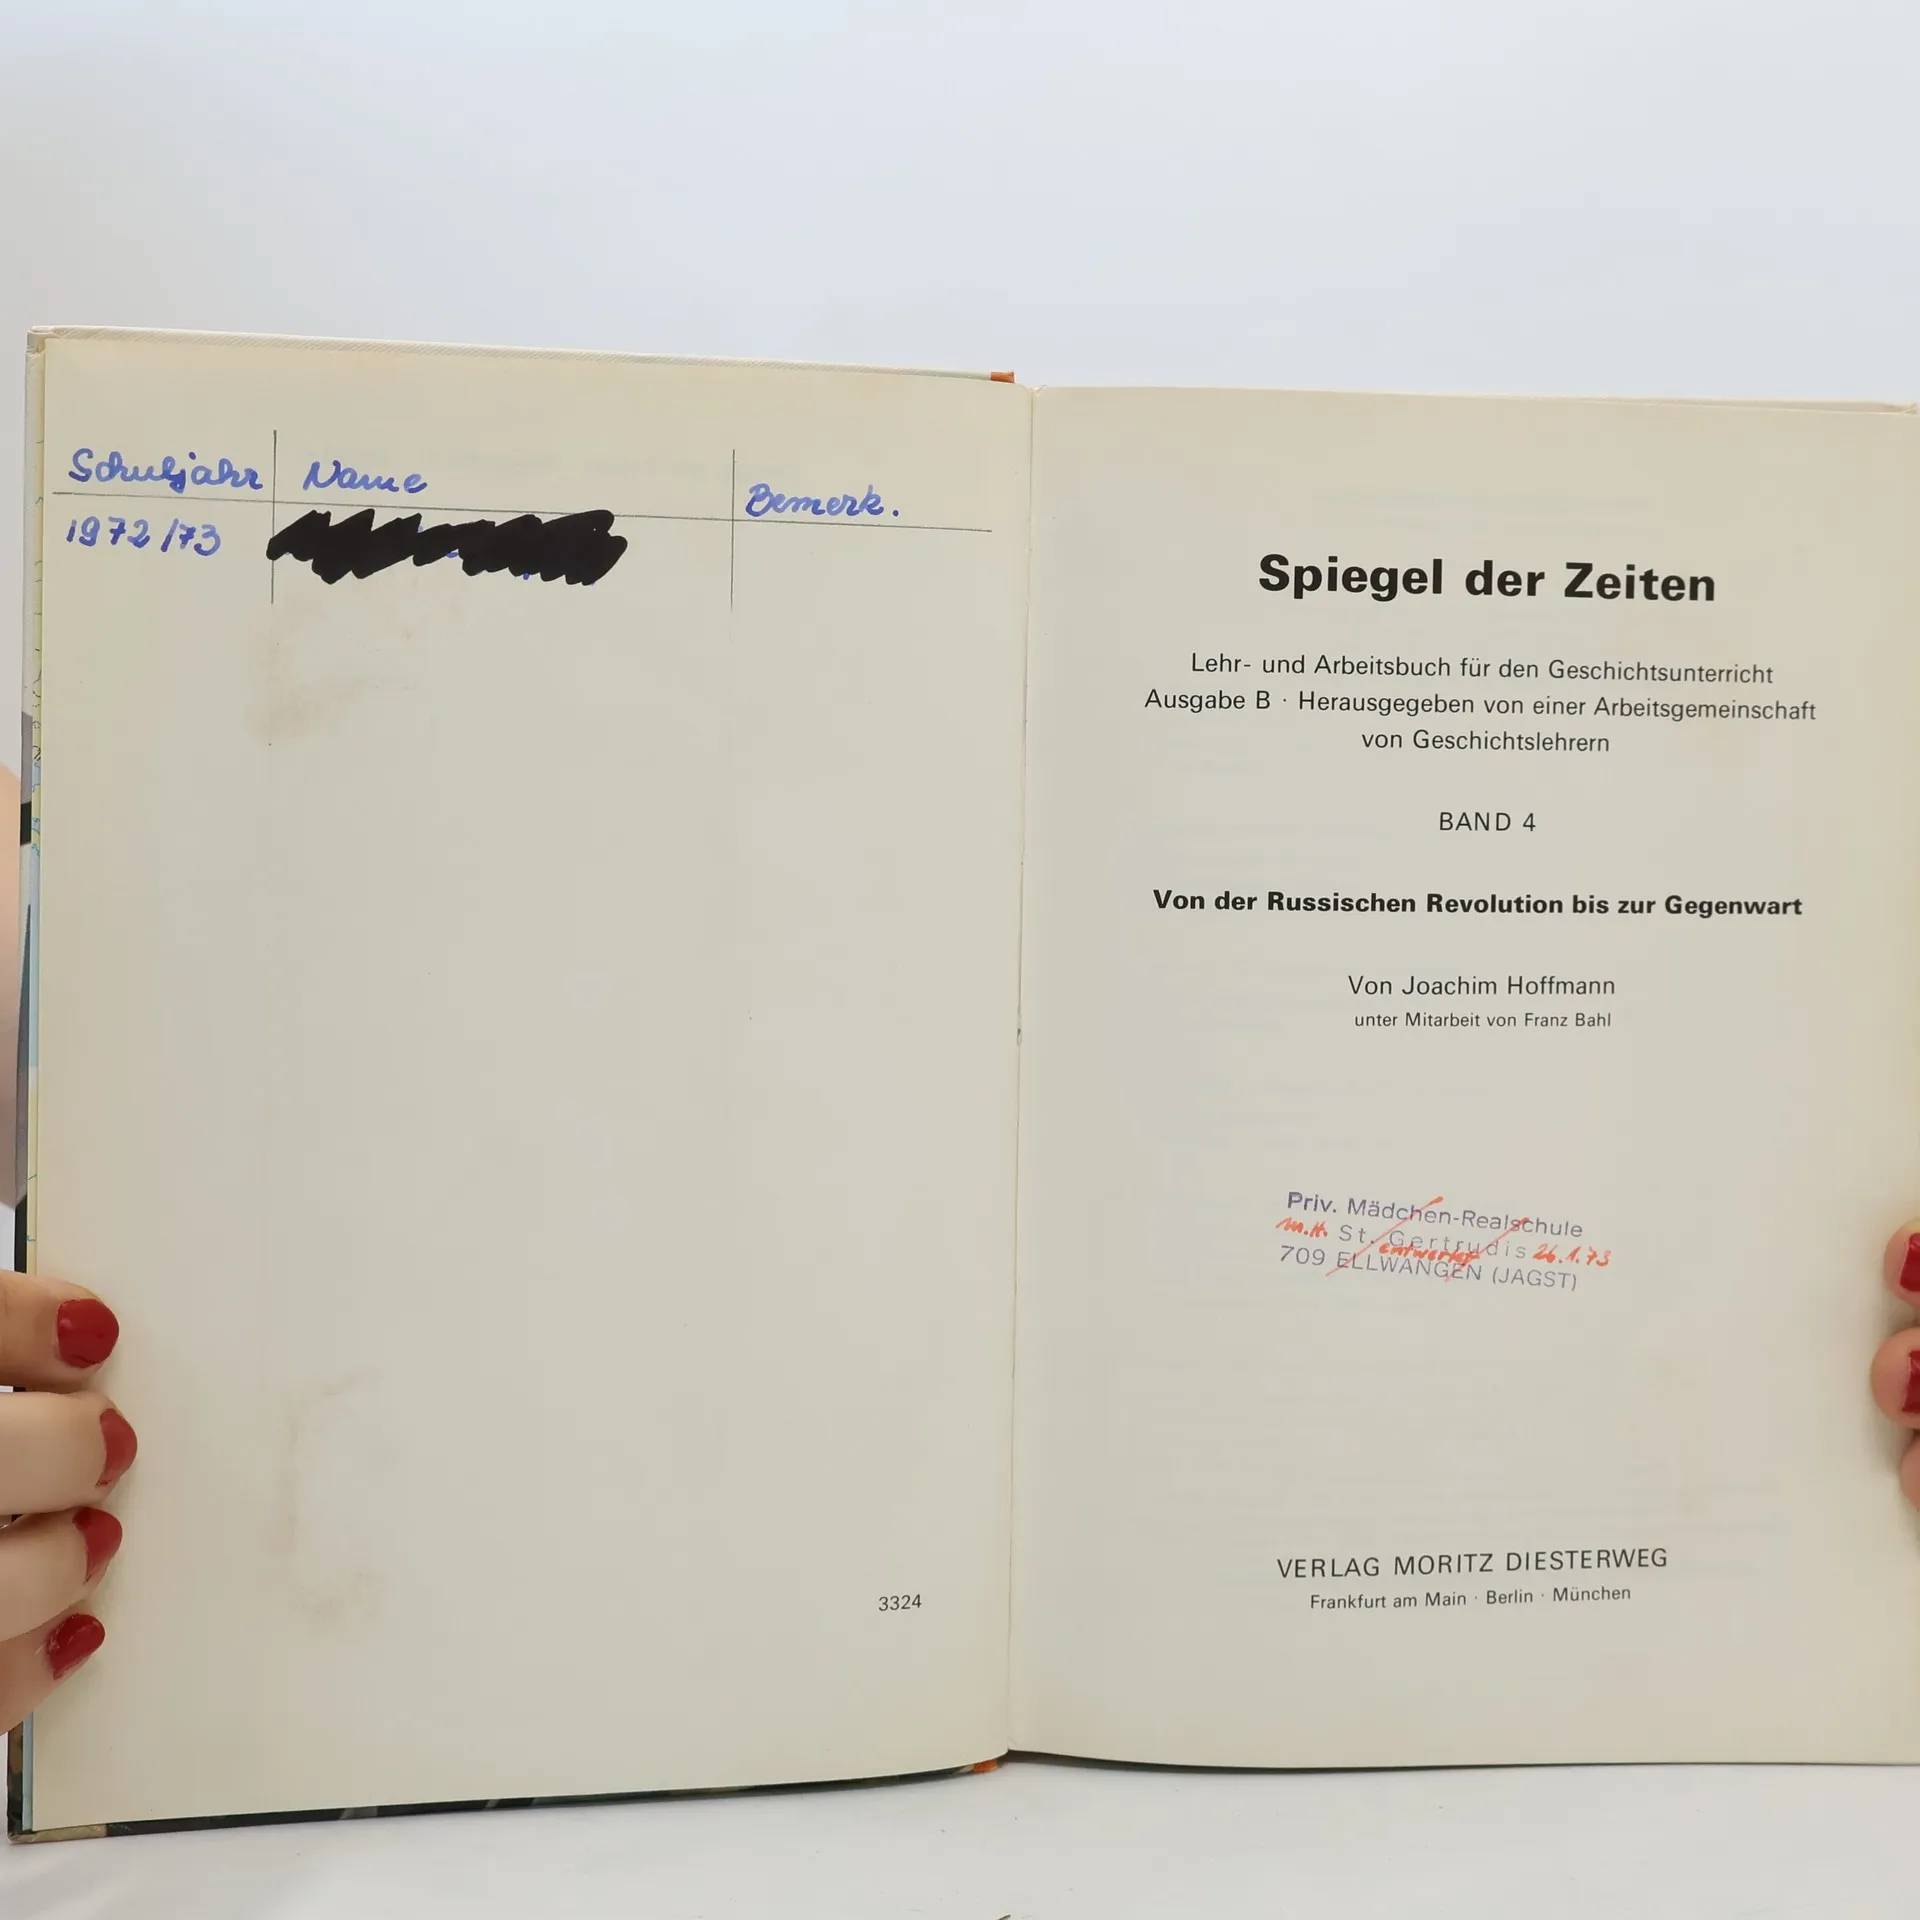 Schuljahr Name Bemerk.
1972/73
3324
Spiegel der Zeiten
Lehr- und Arbeitsbuch für den Geschichtsunterricht
Ausgabe B · Herausgegeben von einer Arbeitsgemeinschaft
von Geschichtslehrern
BAND 4
Von der Russischen Revolution bis zur Gegenwart
Von Joachim Hoffmann
unter Mitarbeit von Franz Bahl
Priv. Mädchen-Realschule
m. H. St. Gertrudis 26.1.73
entwertet
709 ELLWANGEN (JAGST)
VERLAG MORITZ DIESTERWEG
Frankfurt am Main · Berlin · München